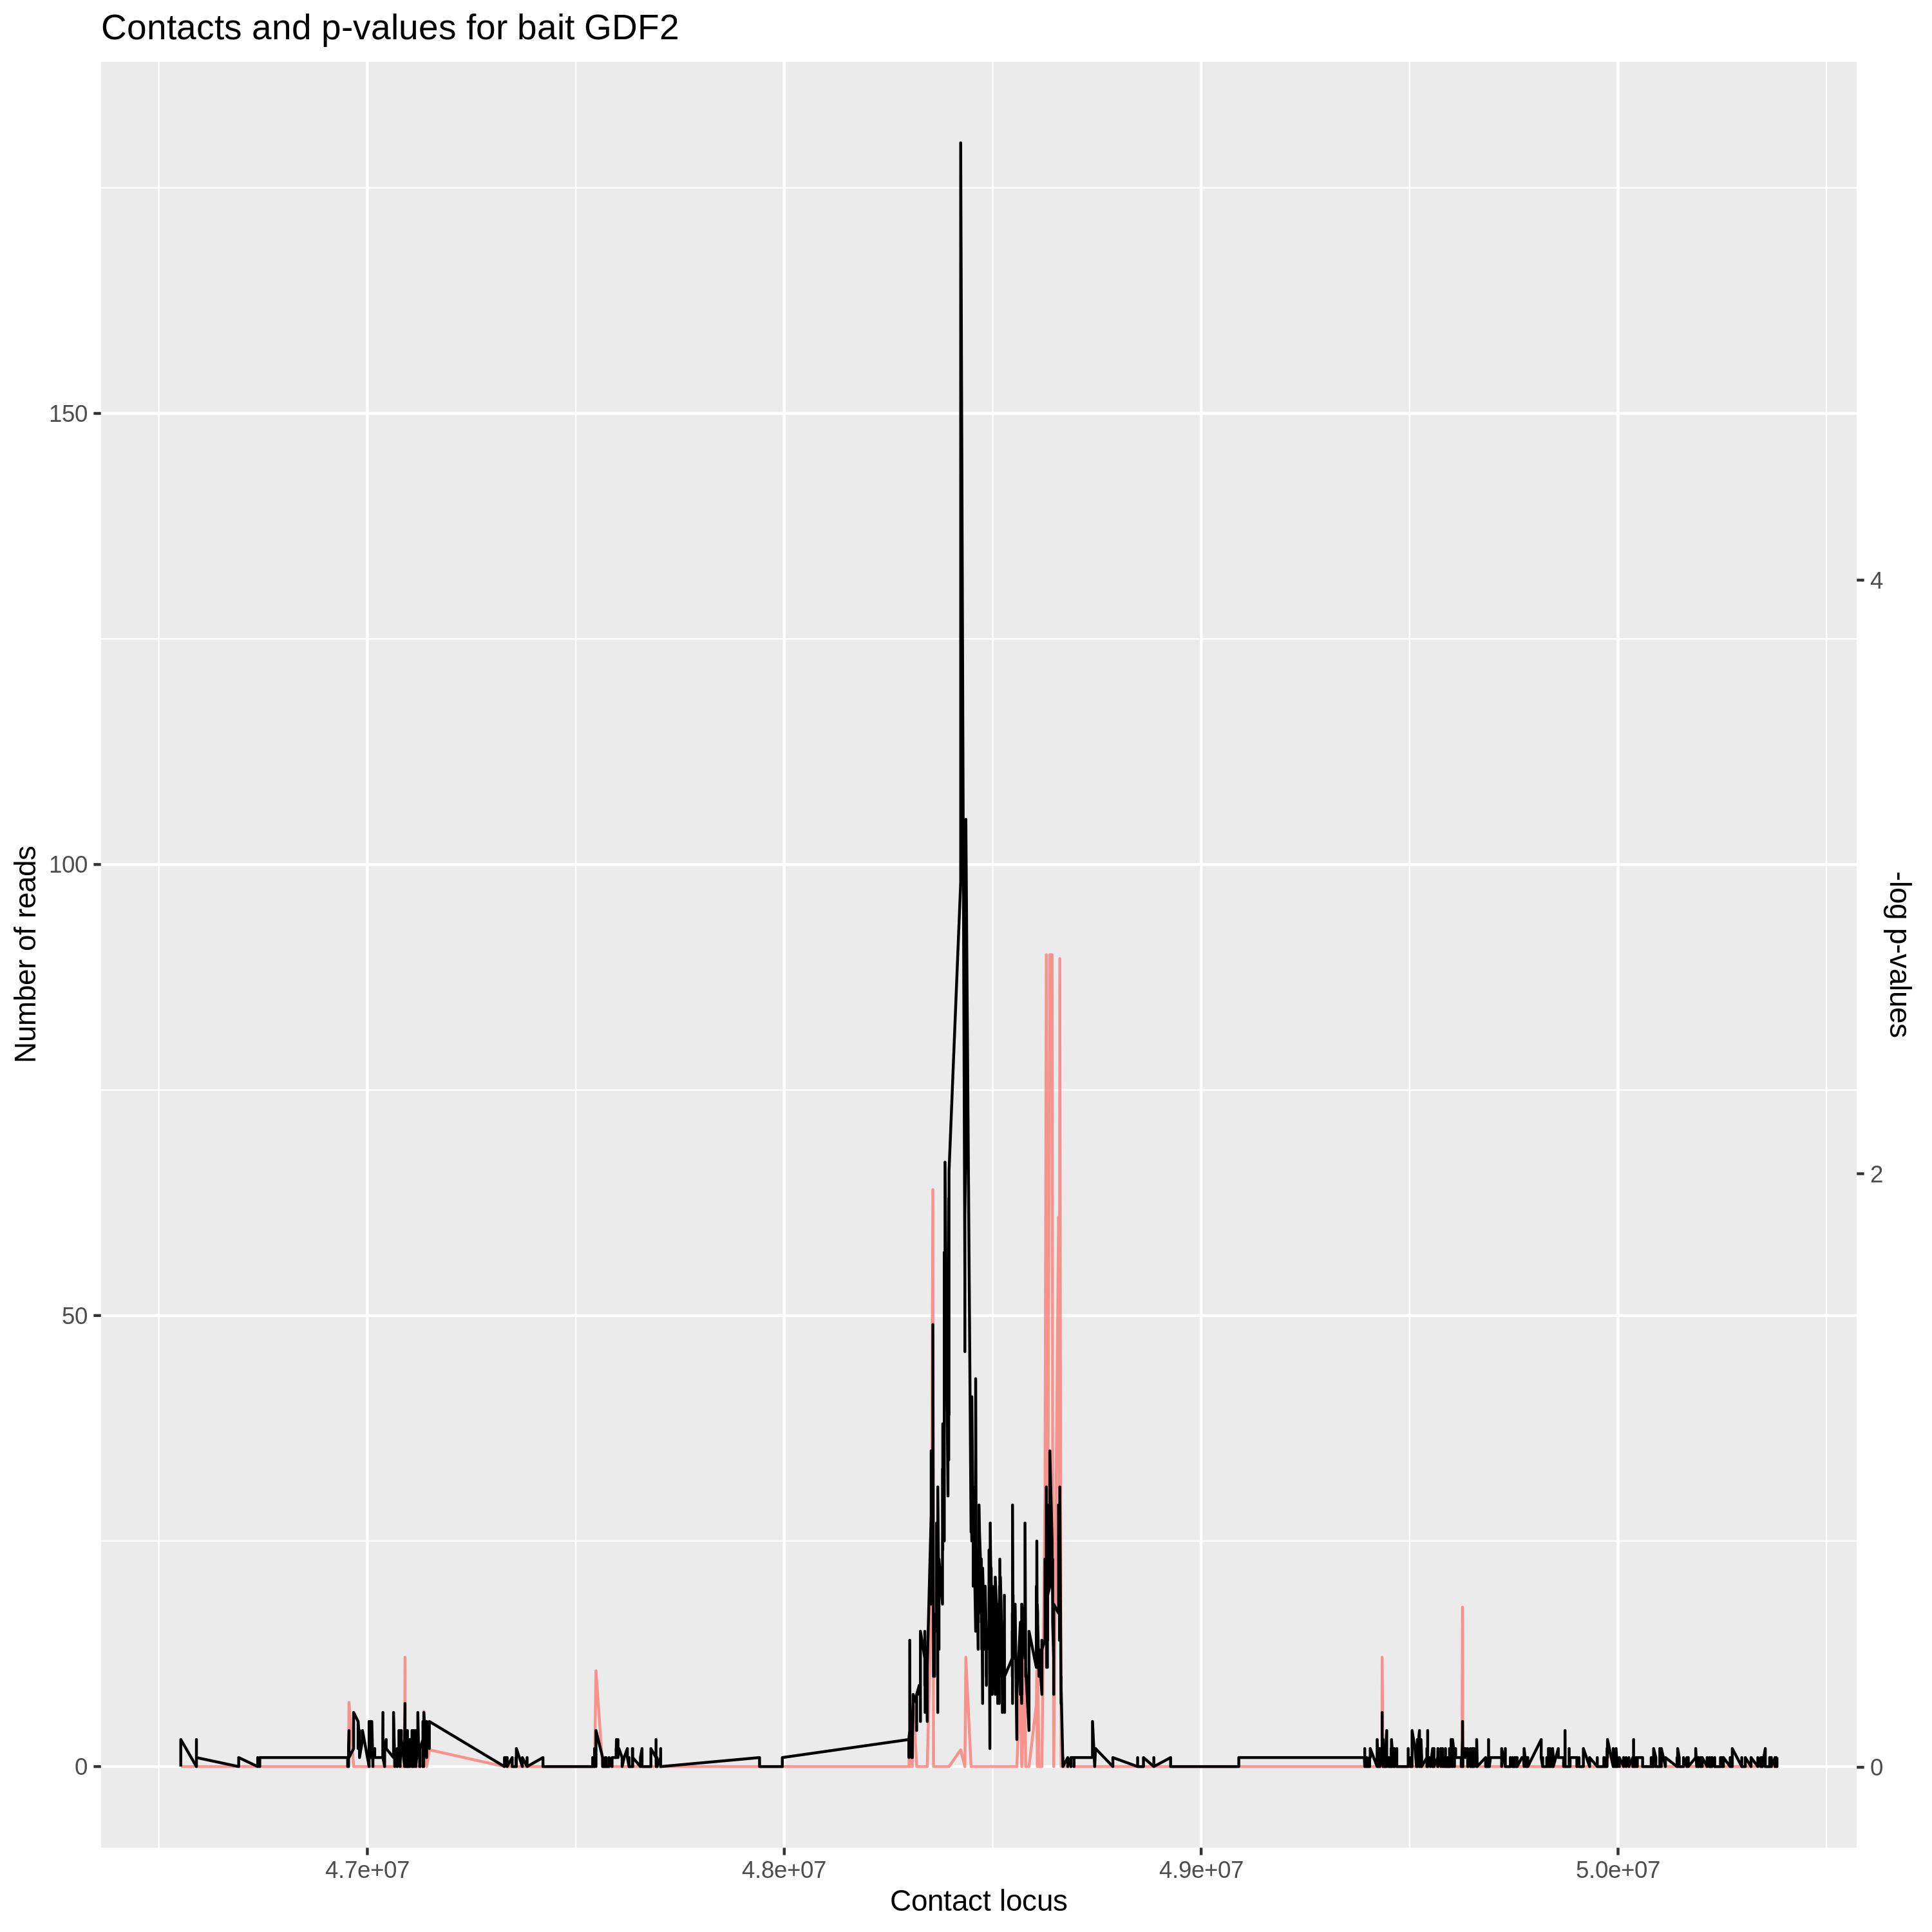 Contacts and p-values for bait GDF2
Number of reads
150
100
50
0
4
2
0
-log p-values
4.7e+07 4.8e+07 4.9e+07 5.0e+07
Contact locus